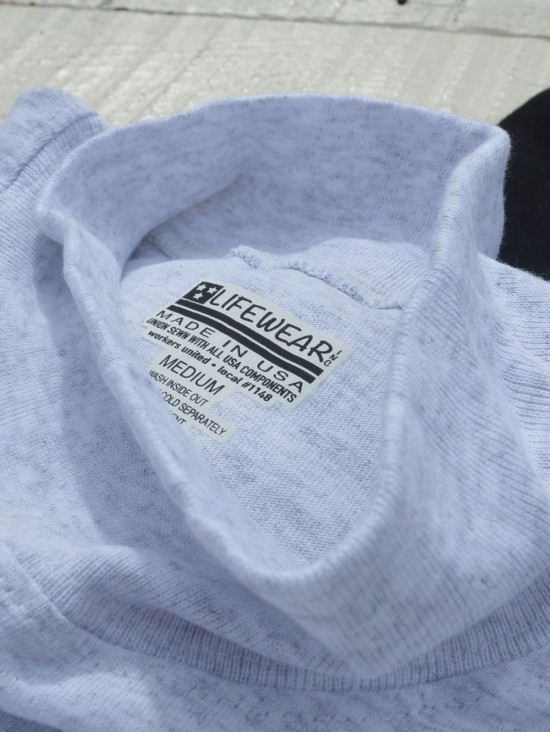 LIFEWEAR INC
MADE IN USA
UNION SEWN WITH ALL USA COMPONENTS
workers united • local #1148
MEDIUM
WASH INSIDE OUT
COLD SEPARATELY